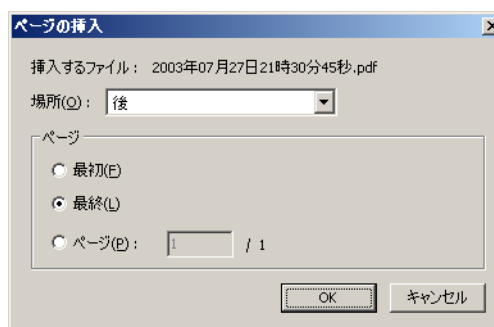 ページの挿入
挿入するファイル： 2003年07月27日21時30分45秒.pdf
場所(O)： 後
ページ
最初(F)
最終(L)
ページ(P)： 1 / 1
OK キャンセル